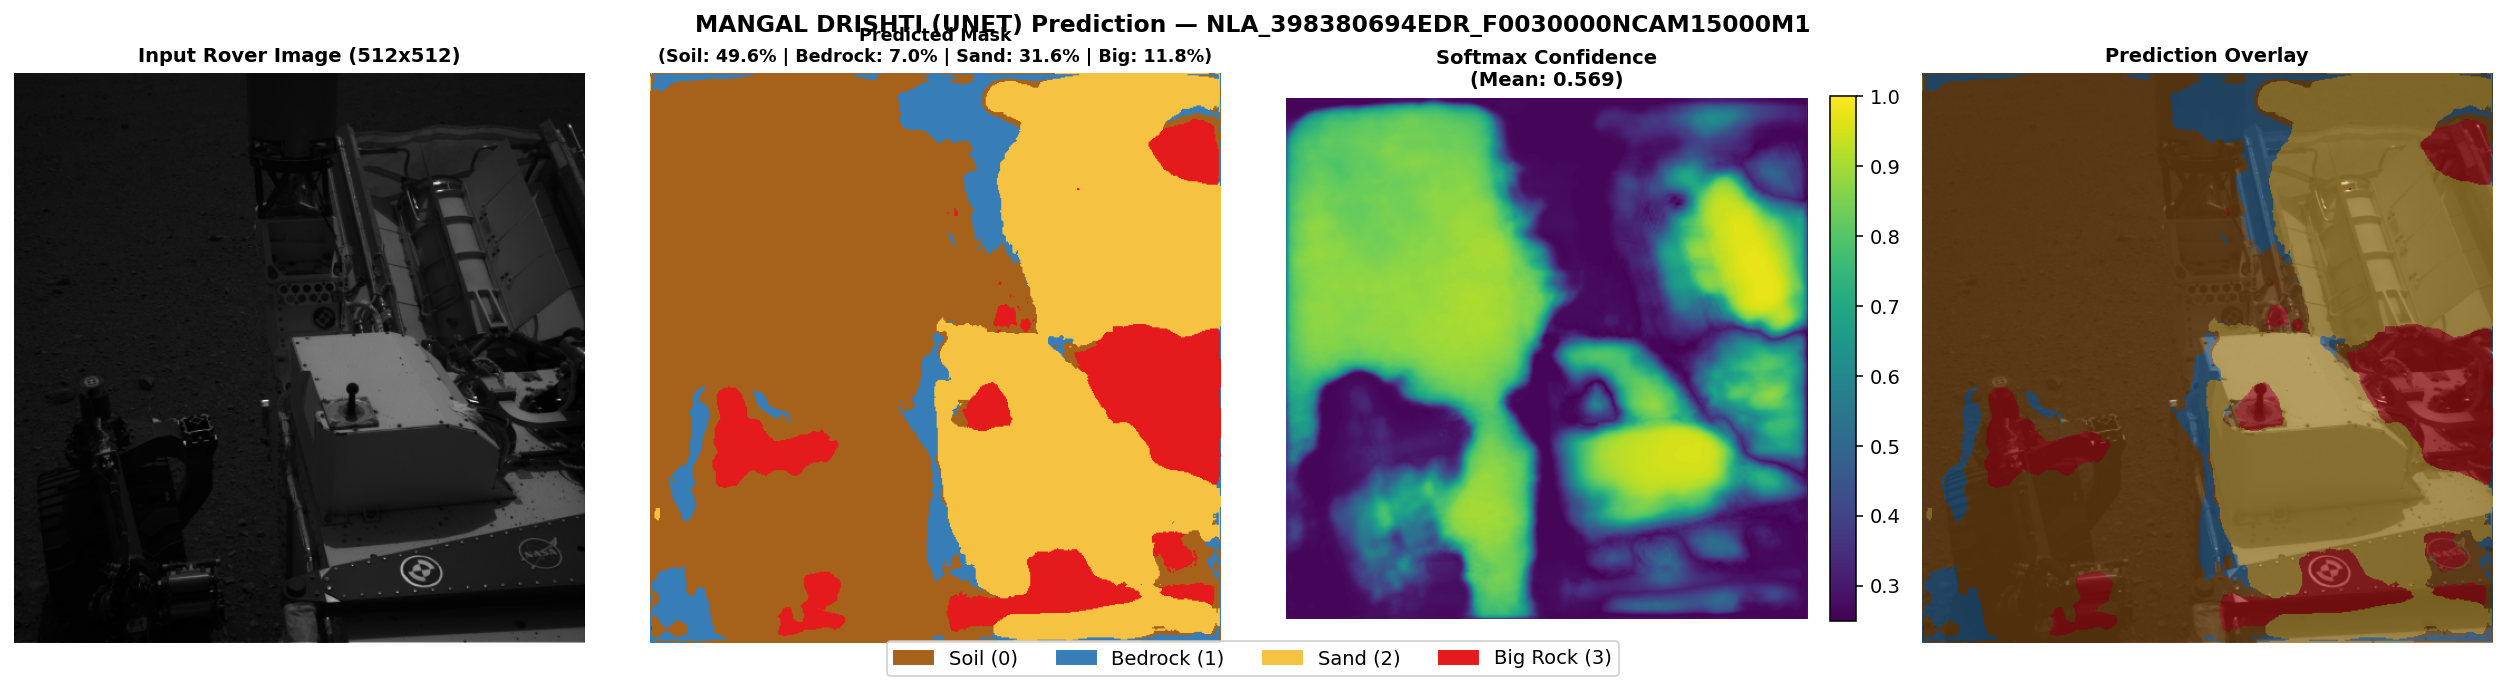 MANGAL DRISHTI (UNET) Prediction — NLA_398380694EDR_F0030000NCAM15000M1
Input Rover Image (512x512)
Predicted Mask
(Soil: 49.6% | Bedrock: 7.0% | Sand: 31.6% | Big: 11.8%)
Softmax Confidence
(Mean: 0.569)
Prediction Overlay
1.0
0.9
0.8
0.7
0.6
0.5
0.4
0.3
NASA
NASA
Soil (0)
Bedrock (1)
Sand (2)
Big Rock (3)